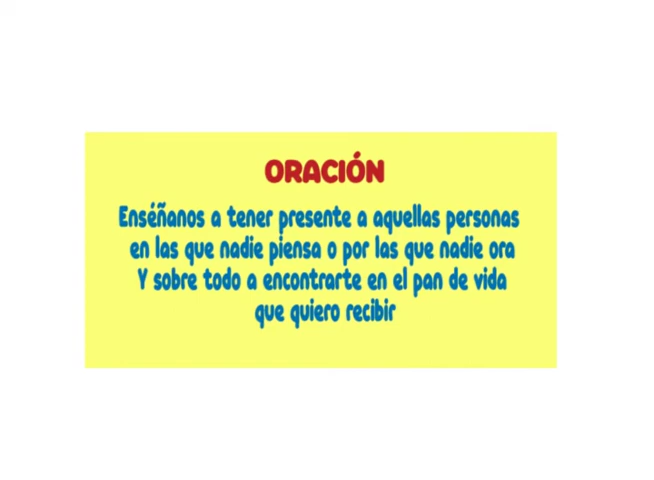 ORACIÓN
Enséñanos a tener presente a aquellas personas
en las que nadie piensa o por las que nadie ora
Y sobre todo a encontrarte en el pan de vida
que quiero recibir